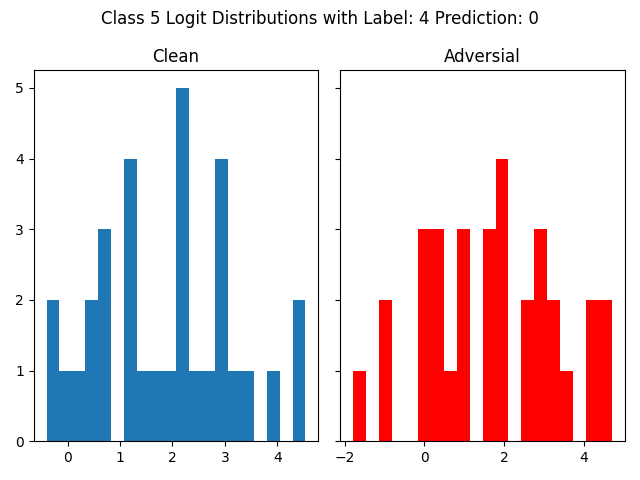 Class 5 Logit Distributions with Label: 4 Prediction: 0
Clean
Adversial
5
4
3
2
1
0
0 1 2 3 4
−2 0 2 4